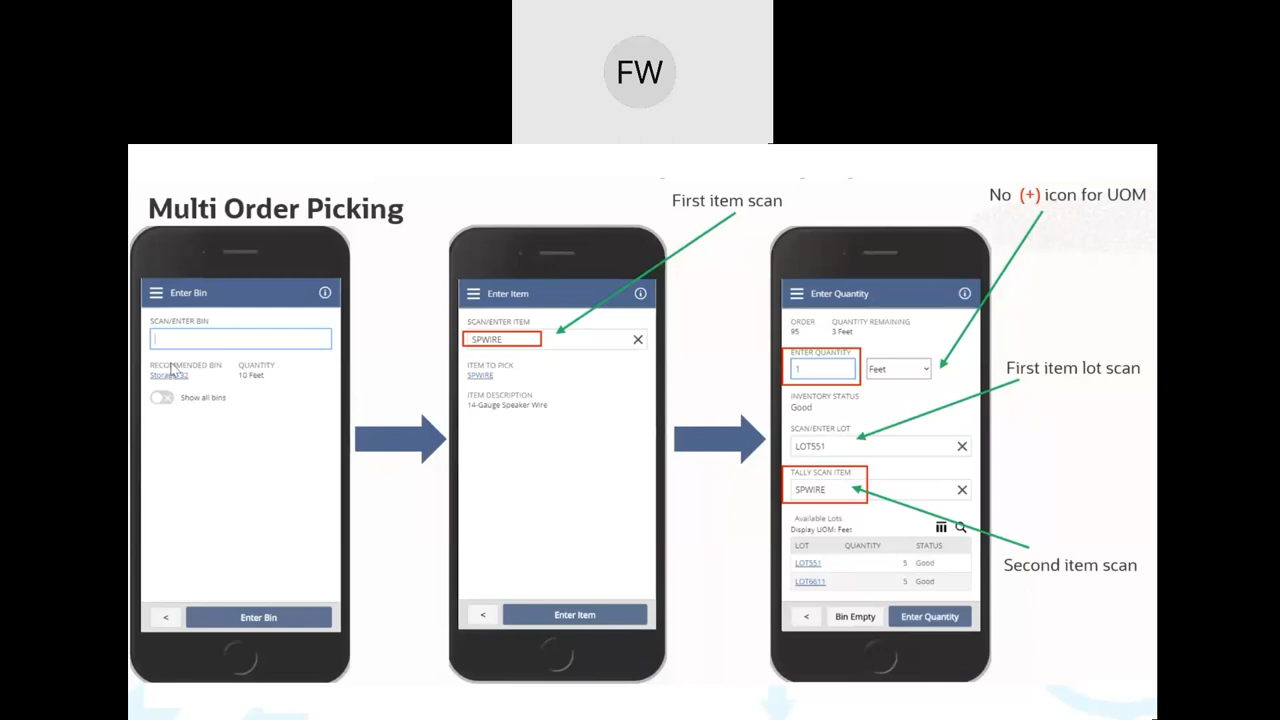 FW
Multi Order Picking
First item scan
No (+) icon for UOM
First item lot scan
Second item scan
Enter Bin
SCAN/ENTER BIN
RECOMMENDED BIN
QUANTITY
10 Feet
Show all bins
<
Enter Bin
Enter Item
SCAN/ENTER ITEM
SPWIRE
ITEM TO PICK
SPWIRE
ITEM DESCRIPTION
14-Gauge Speaker Wire
<
Enter Item
Enter Quantity
ORDER QUANTITY REMAINING
95 3 Feet
ENTER QUANTITY
1 Feet
INVENTORY STATUS
Good
SCAN/ENTER LOT
LOT551
TALLY SCAN ITEM
SPWIRE
Available Lots
Display UOM: Feet
LOT QUANTITY STATUS
LOT551 5 Good
LOT6611 5 Good
< Bin Empty Enter Quantity